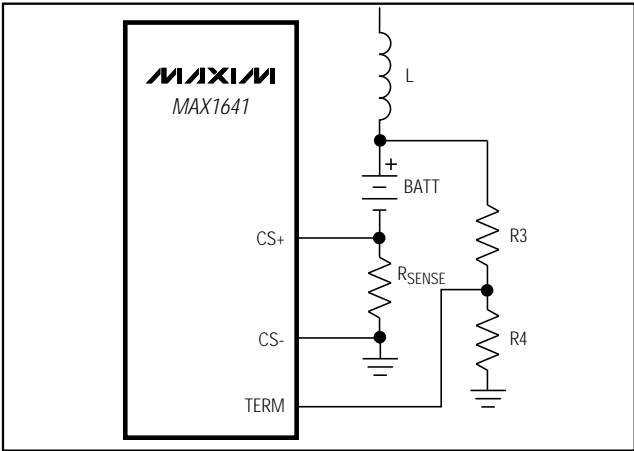 MAXIM
MAX1641
L
+
BATT
R3
CS+
RSENSE
CS-
R4
TERM